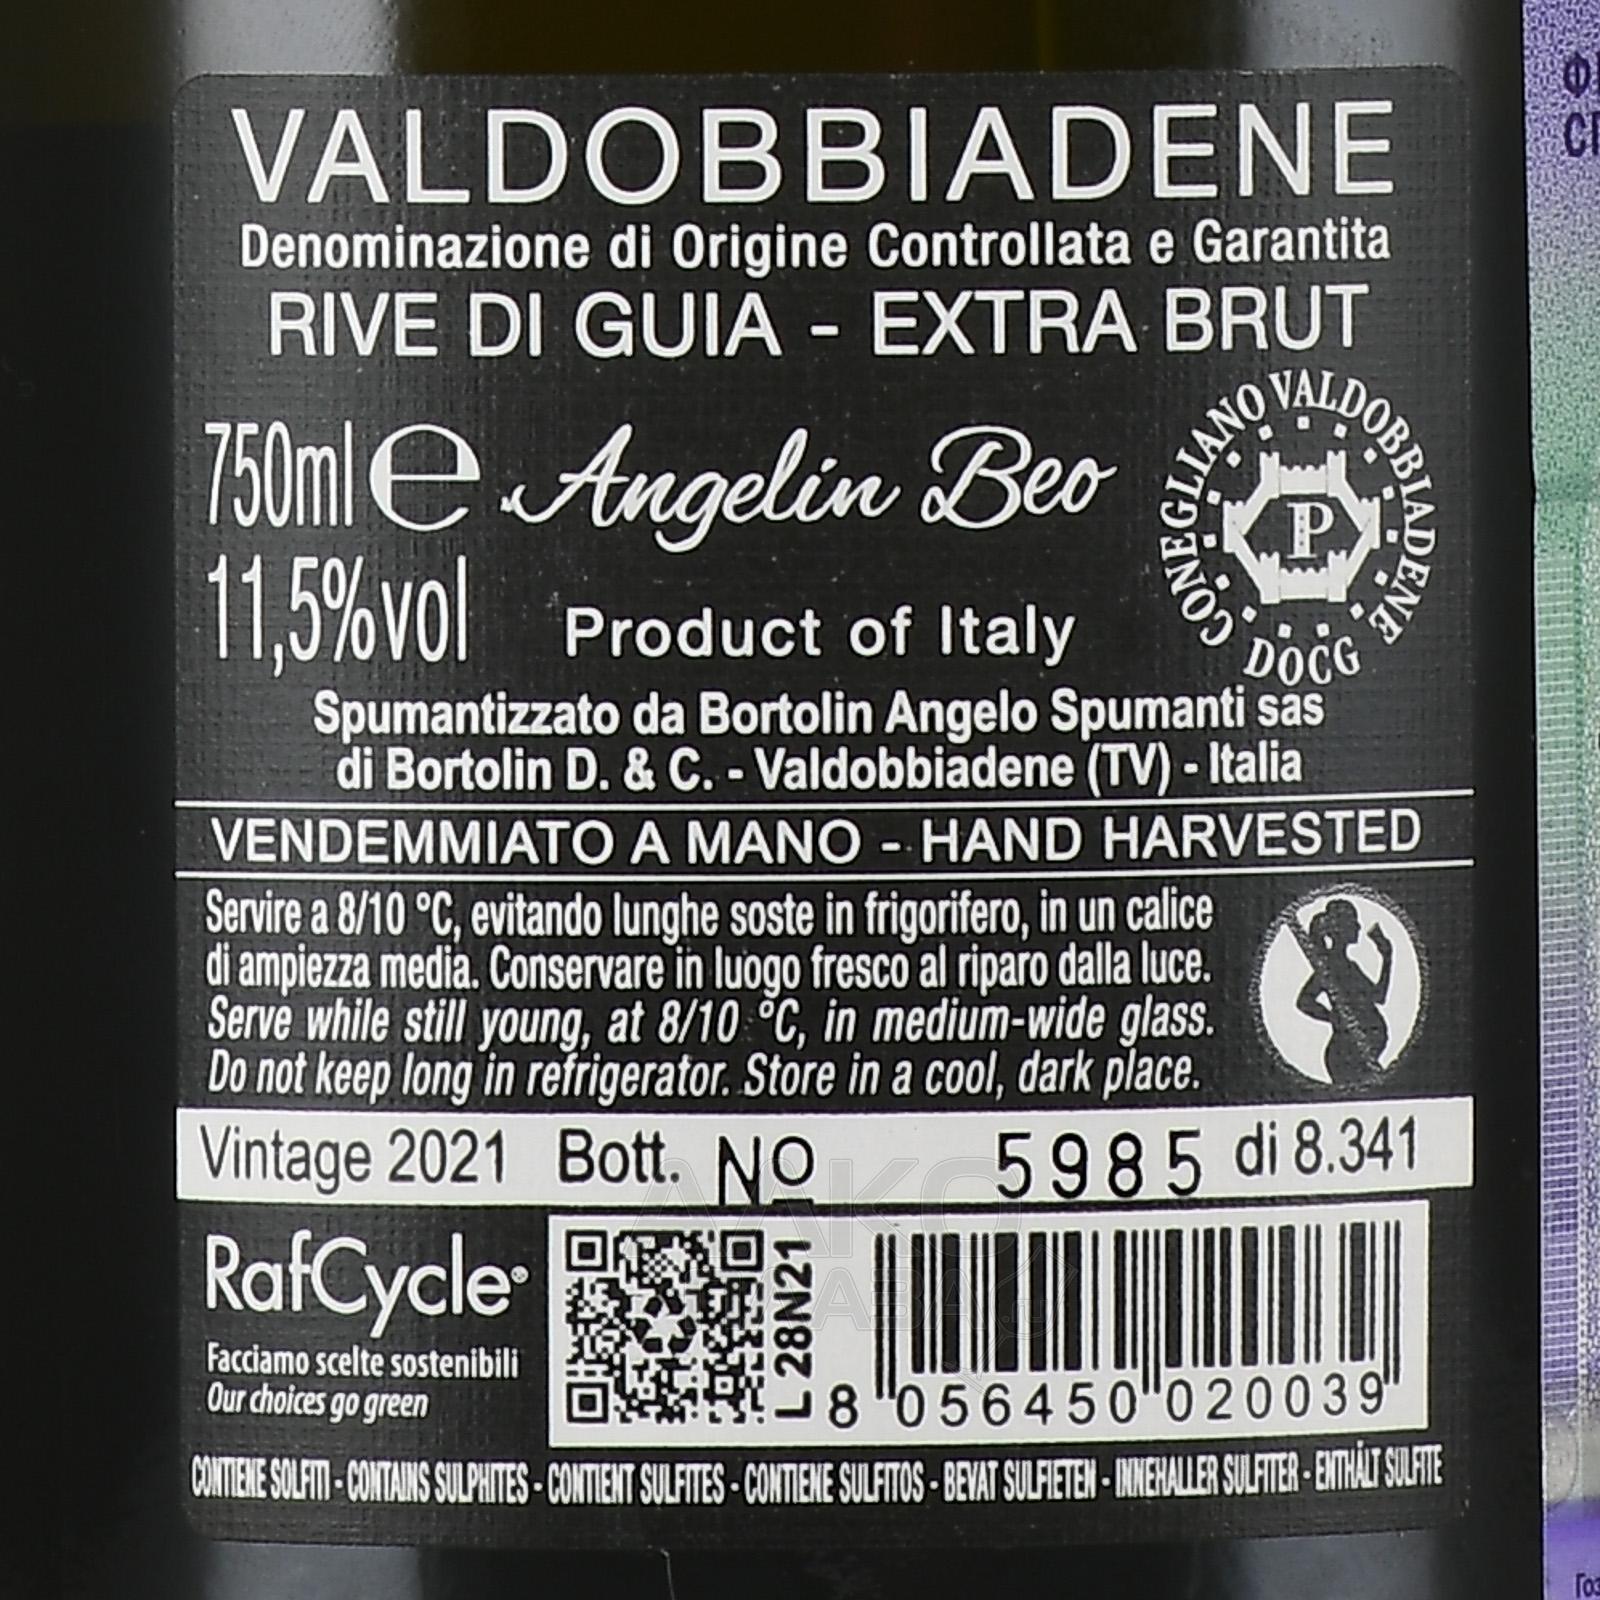 VALDOBBIADENE
Denominazione di Origine Controllata e Garantita
RIVE DI GUIA - EXTRA BRUT
750ml e Angelin Beo
CONEGLIANO VALDOBBIADENE
P
DOCG
11,5%vol
Product of Italy
Spumantizzato da Bortolin Angelo Spumanti sas
di Bortolin D. & C. - Valdobbiadene (TV) - Italia
VENDEMMIATO A MANO - HAND HARVESTED
Servire a 8/10 °C, evitando lunghe soste in frigorifero, in un calice
di ampiezza media. Conservare in luogo fresco al riparo dalla luce.
Serve while still young, at 8/10 °C, in medium-wide glass.
Do not keep long in refrigerator. Store in a cool, dark place.
Vintage 2021 Bott. NO 5985 di 8.341
RafCycle®
Facciamo scelte sostenibili
Our choices go green
L 28N21
8 056450 020039
CONTIENE SOLFITI - CONTAINS SULPHITES - CONTIENT SULFITES - CONTIENE SULFITOS - BEVAT SULFIETEN - INNEHALLER SULFITER - ENTHÄLT SULFITE